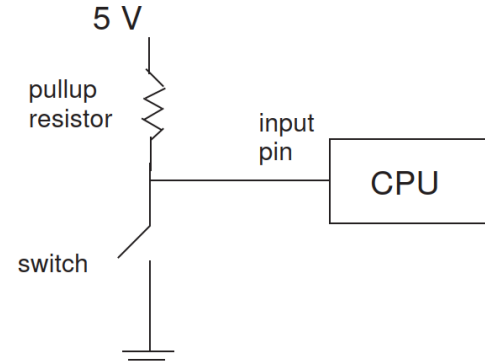 5 V
pullup
resistor
input
pin
CPU
switch